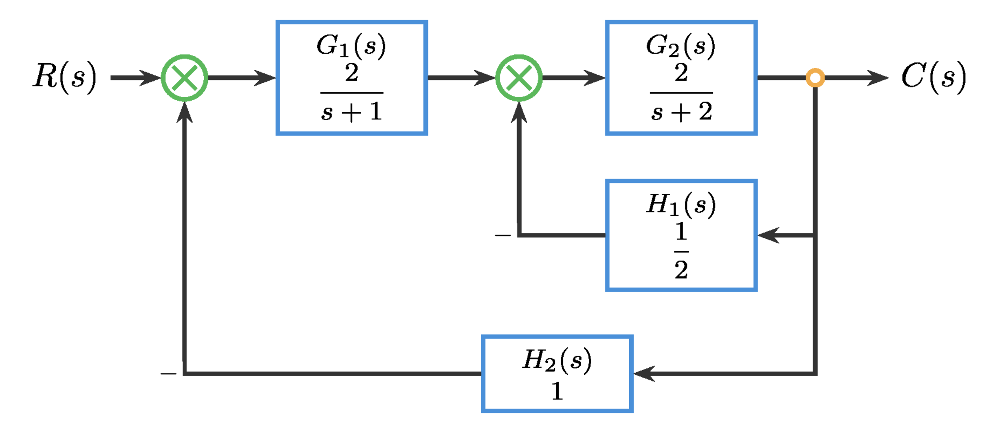 R(s)
G₁(s)
2
s + 1
G₂(s)
2
s + 2
C(s)
H₁(s)
1
2
−
H₂(s)
1
−